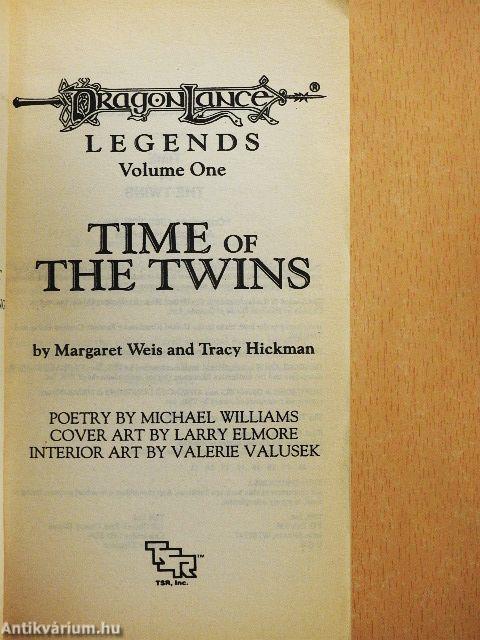 DRAGONLANCE®
LEGENDS
Volume One
TIME OF
THE TWINS
by Margaret Weis and Tracy Hickman
POETRY BY MICHAEL WILLIAMS
COVER ART BY LARRY ELMORE
INTERIOR ART BY VALERIE VALUSEK
TSR™
TSR, Inc.
Antikvárium.hu